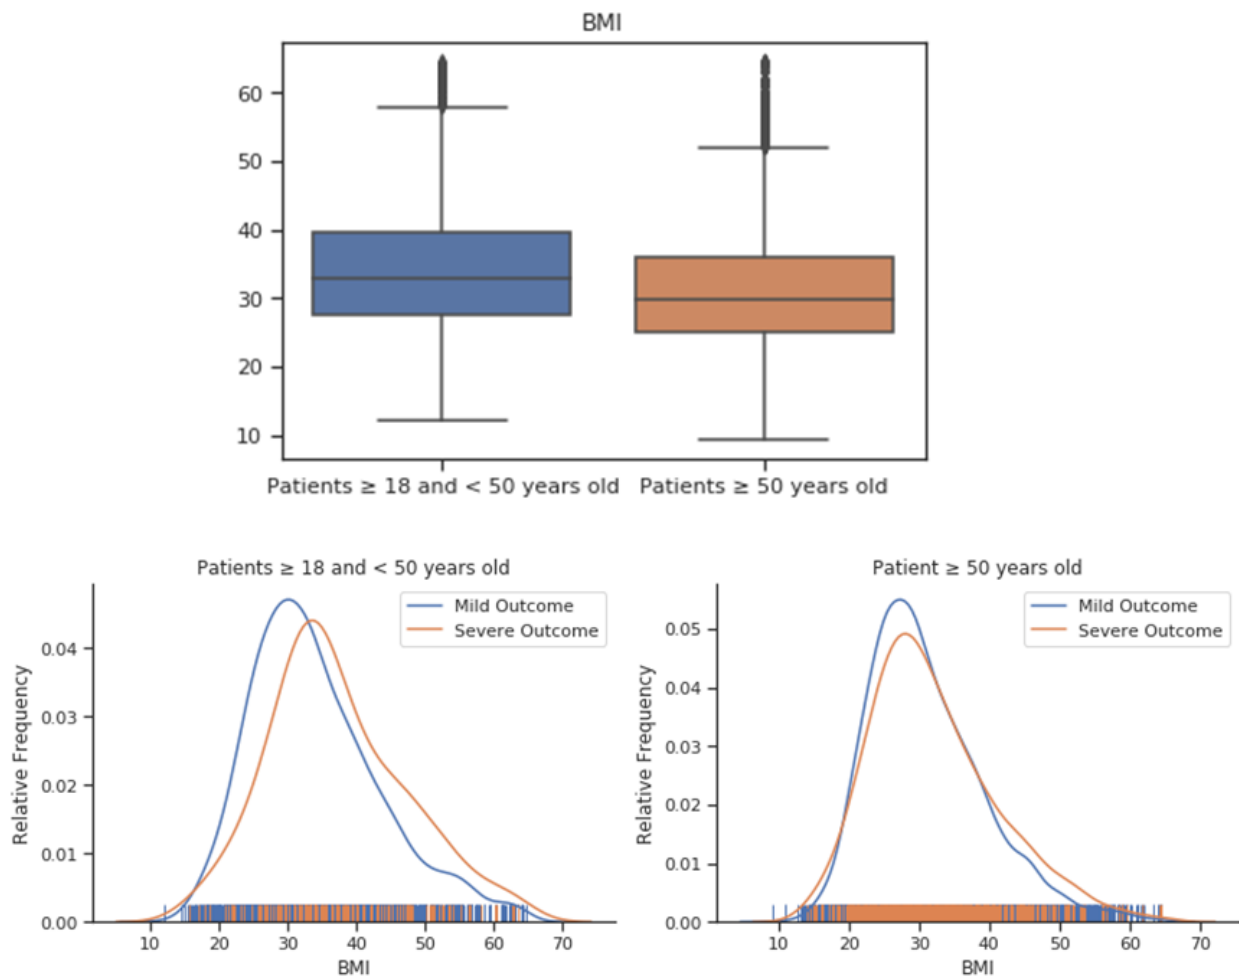 BMI
60
50
40
30
20
10
Patients ≥ 18 and < 50 years old Patients ≥ 50 years old
Patients ≥ 18 and < 50 years old
Mild Outcome
Severe Outcome
Relative Frequency
0.04
0.03
0.02
0.01
0.00
10 20 30 40 50 60 70
BMI
Patient ≥ 50 years old
Mild Outcome
Severe Outcome
Relative Frequency
0.05
0.04
0.03
0.02
0.01
0.00
10 20 30 40 50 60 70
BMI